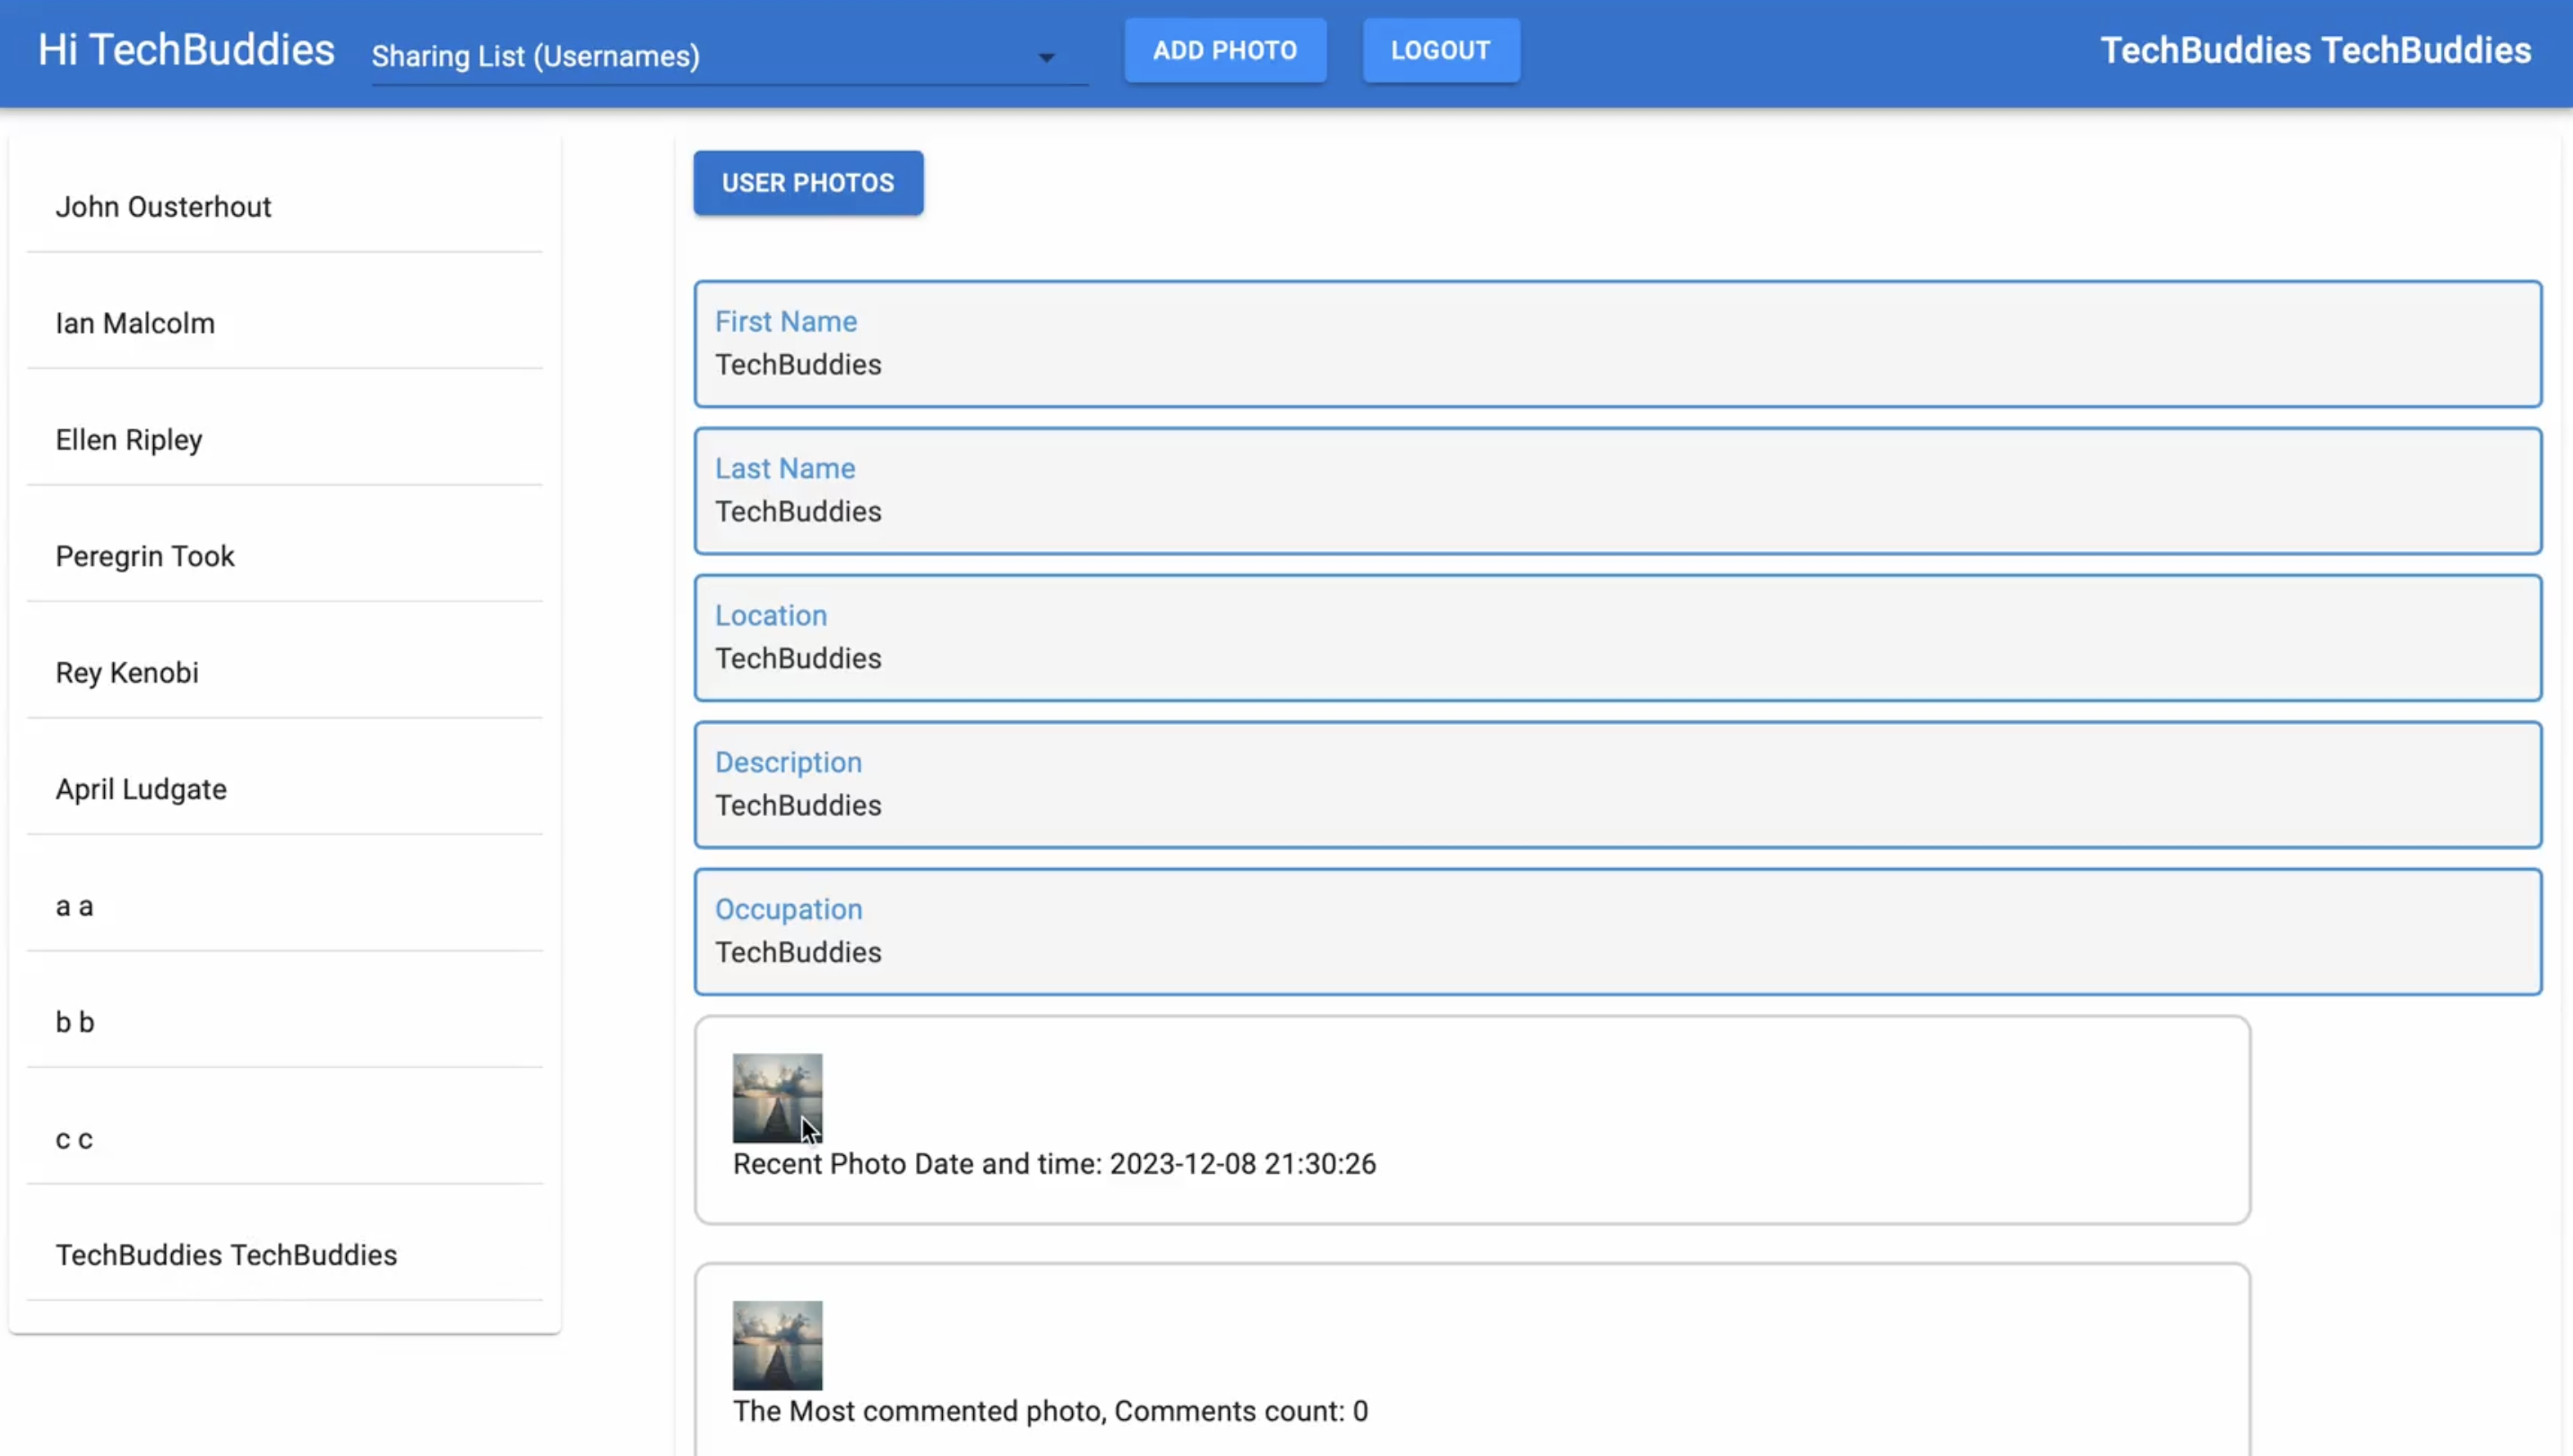 Hi TechBuddies
Sharing List (Usernames)
ADD PHOTO
LOGOUT
TechBuddies TechBuddies
John Ousterhout
Ian Malcolm
Ellen Ripley
Peregrin Took
Rey Kenobi
April Ludgate
a a
b b
c c
TechBuddies TechBuddies
USER PHOTOS
First Name
TechBuddies
Last Name
TechBuddies
Location
TechBuddies
Description
TechBuddies
Occupation
TechBuddies
Recent Photo Date and time: 2023-12-08 21:30:26
The Most commented photo, Comments count: 0